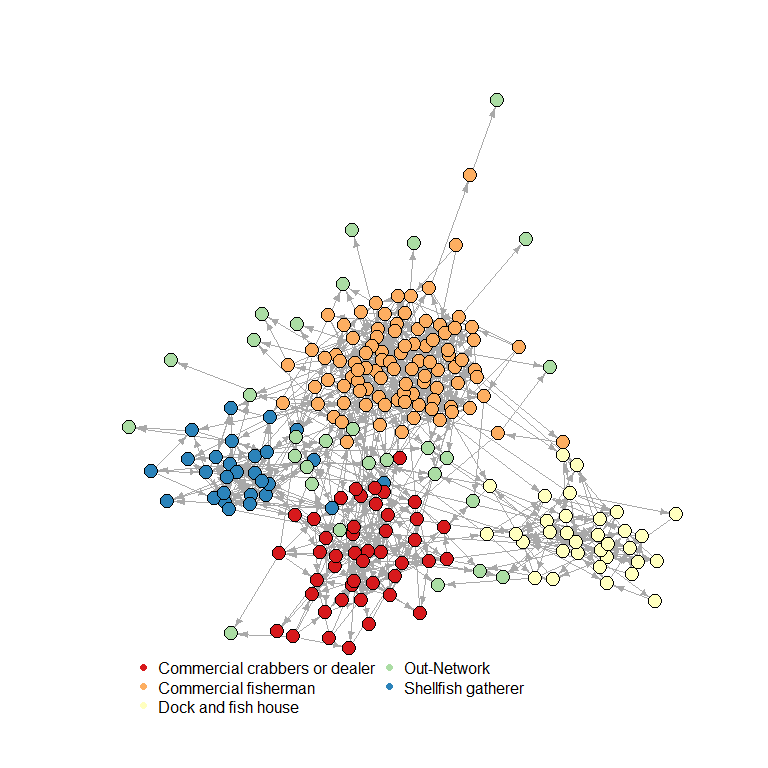 Commercial crabbers or dealer
Commercial fisherman
Dock and fish house
Out-Network
Shellfish gatherer